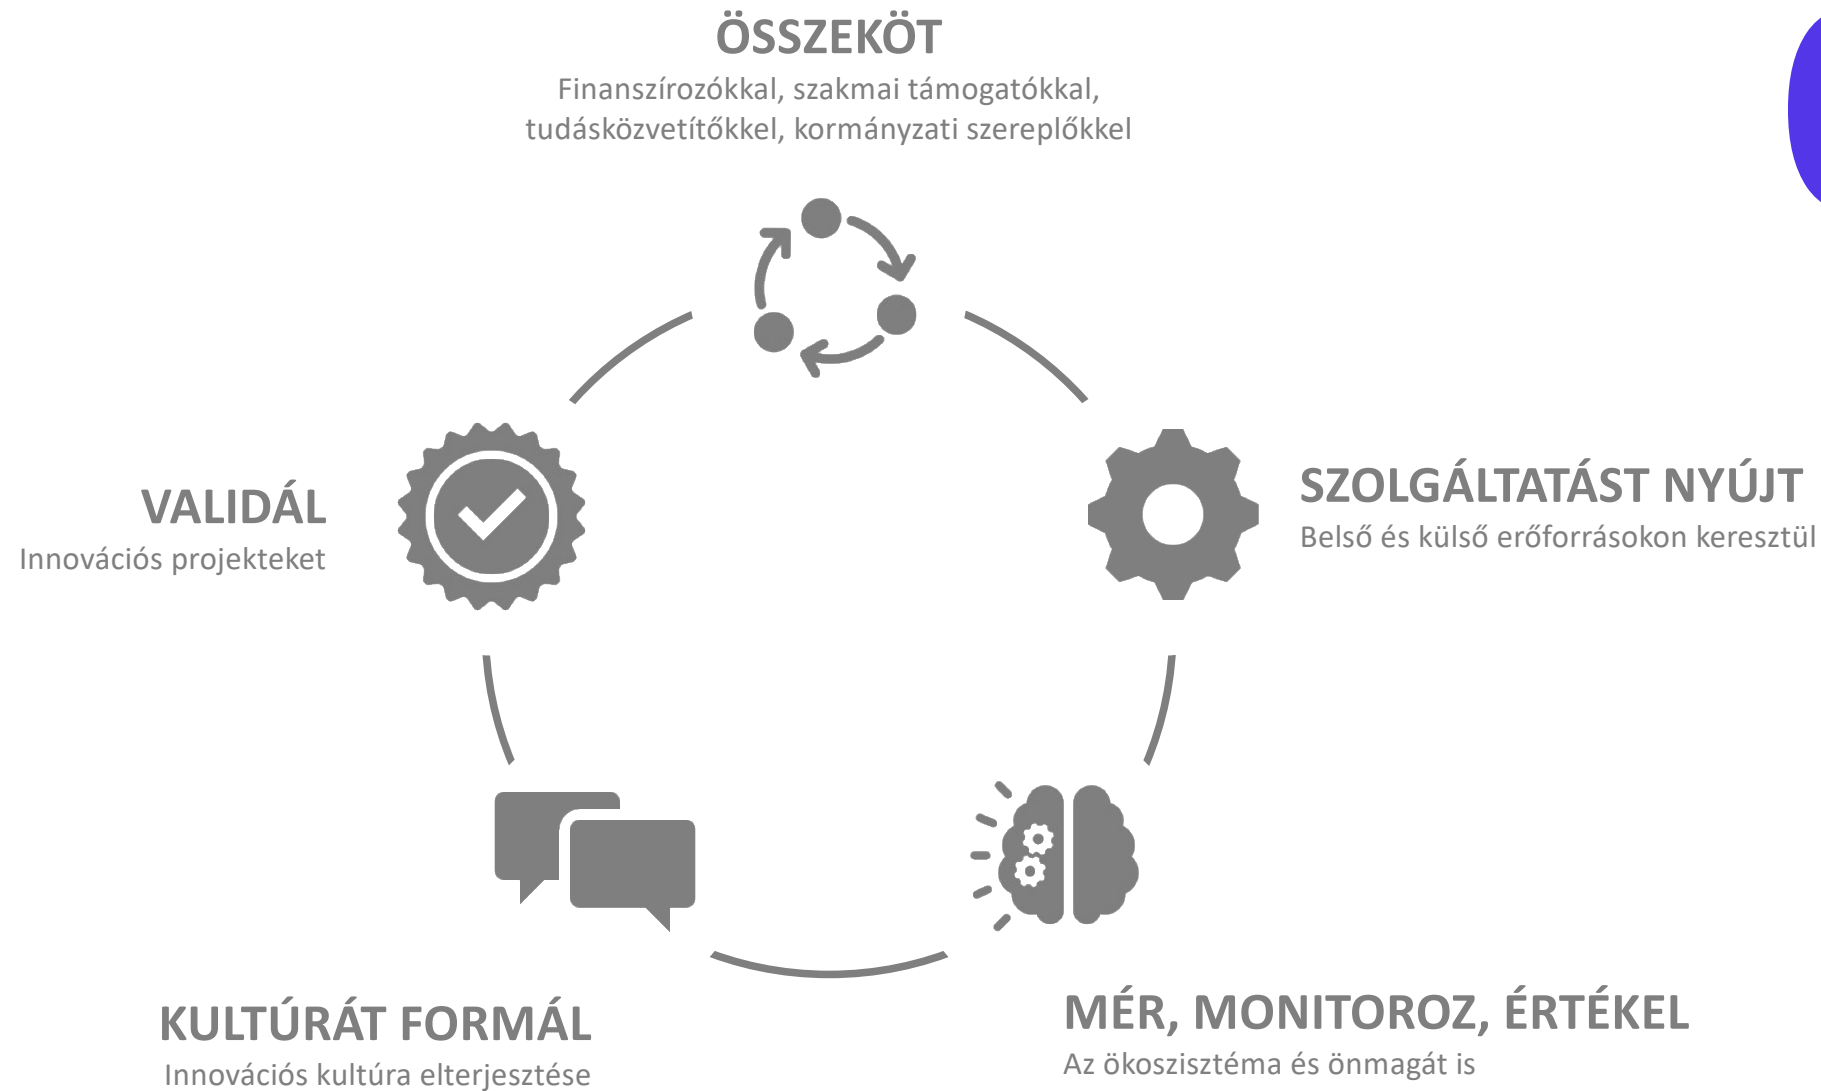 ÖSSZEKÖT
Finanszírozókkal, szakmai támogatókkal,
tudásközvetítőkkel, kormányzati szereplőkkel
SZOLGÁLTATÁST NYÚJT
Belső és külső erőforrásokon keresztül
VALIDÁL
Innovációs projekteket
MÉR, MONITOROZ, ÉRTÉKEL
Az ökoszisztéma és önmagát is
KULTÚRÁT FORMÁL
Innovációs kultúra elterjesztése